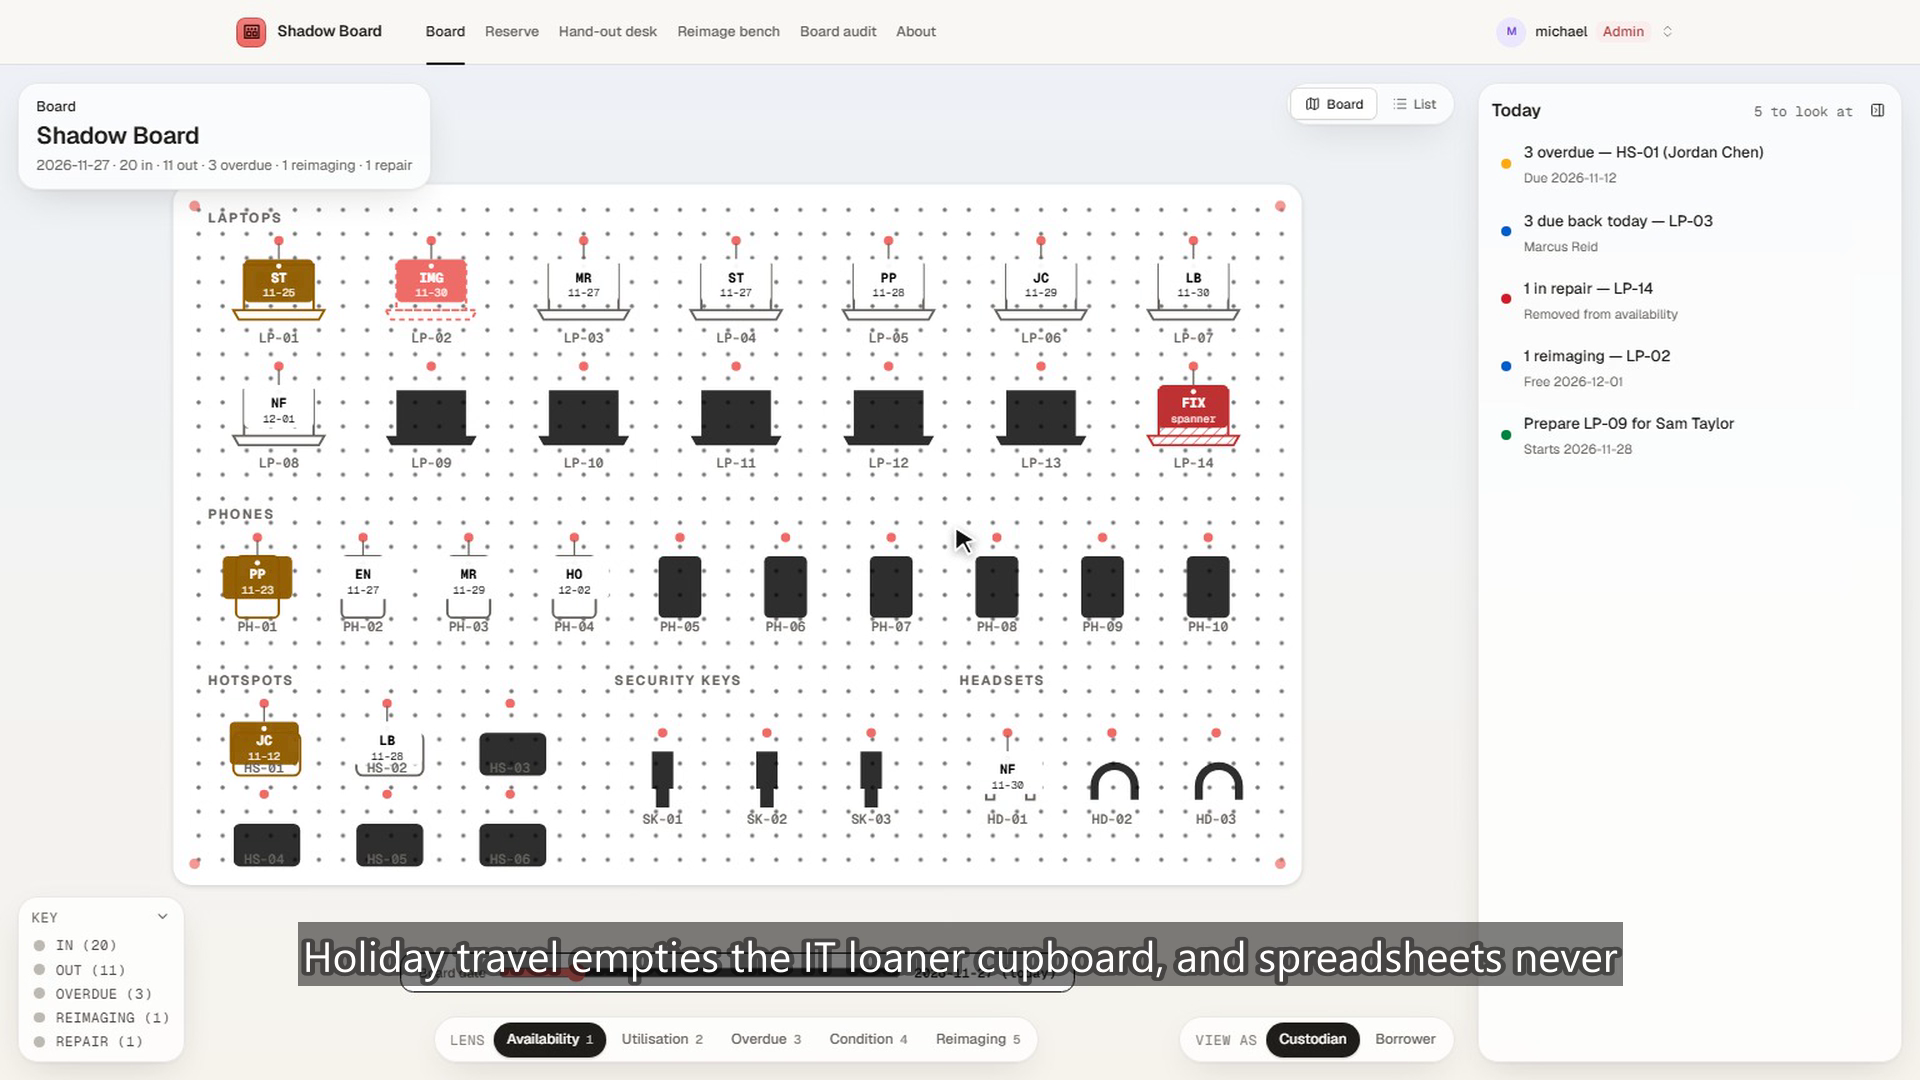 Shadow Board
Board
Reserve
Hand-out desk
Reimage bench
Board audit
About
M
michael
Admin
Board
Shadow Board
2026-11-27 · 20 in · 11 out · 3 overdue · 1 reimaging · 1 repair
Board
List
Today
5 to look at
3 overdue — HS-01 (Jordan Chen)
Due 2026-11-12
3 due back today — LP-03
Marcus Reid
1 in repair — LP-14
Removed from availability
1 reimaging — LP-02
Free 2026-12-01
Prepare LP-09 for Sam Taylor
Starts 2026-11-28
LAPTOPS
ST
11-25
LP-01
IMG
11-30
LP-02
MR
11-27
LP-03
ST
11-27
LP-04
PP
11-28
LP-05
JC
11-29
LP-06
LB
11-30
LP-07
NF
12-01
LP-08
LP-09
LP-10
LP-11
LP-12
LP-13
FIX
spanner
LP-14
PHONES
PP
11-23
PH-01
EN
11-27
PH-02
MR
11-29
PH-03
HO
12-02
PH-04
PH-05
PH-06
PH-07
PH-08
PH-09
PH-10
HOTSPOTS
JC
11-12
HS-01
LB
11-28
HS-02
HS-03
HS-04
HS-05
HS-06
SECURITY KEYS
SK-01
SK-02
SK-03
HEADSETS
NF
11-30
HD-01
HD-02
HD-03
KEY
IN (20)
OUT (11)
OVERDUE (3)
REIMAGING (1)
REPAIR (1)
Board date
2026-11-27 (today)
Holiday travel empties the IT loaner cupboard, and spreadsheets never
LENS
Availability 1
Utilisation 2
Overdue 3
Condition 4
Reimaging 5
VIEW AS
Custodian
Borrower